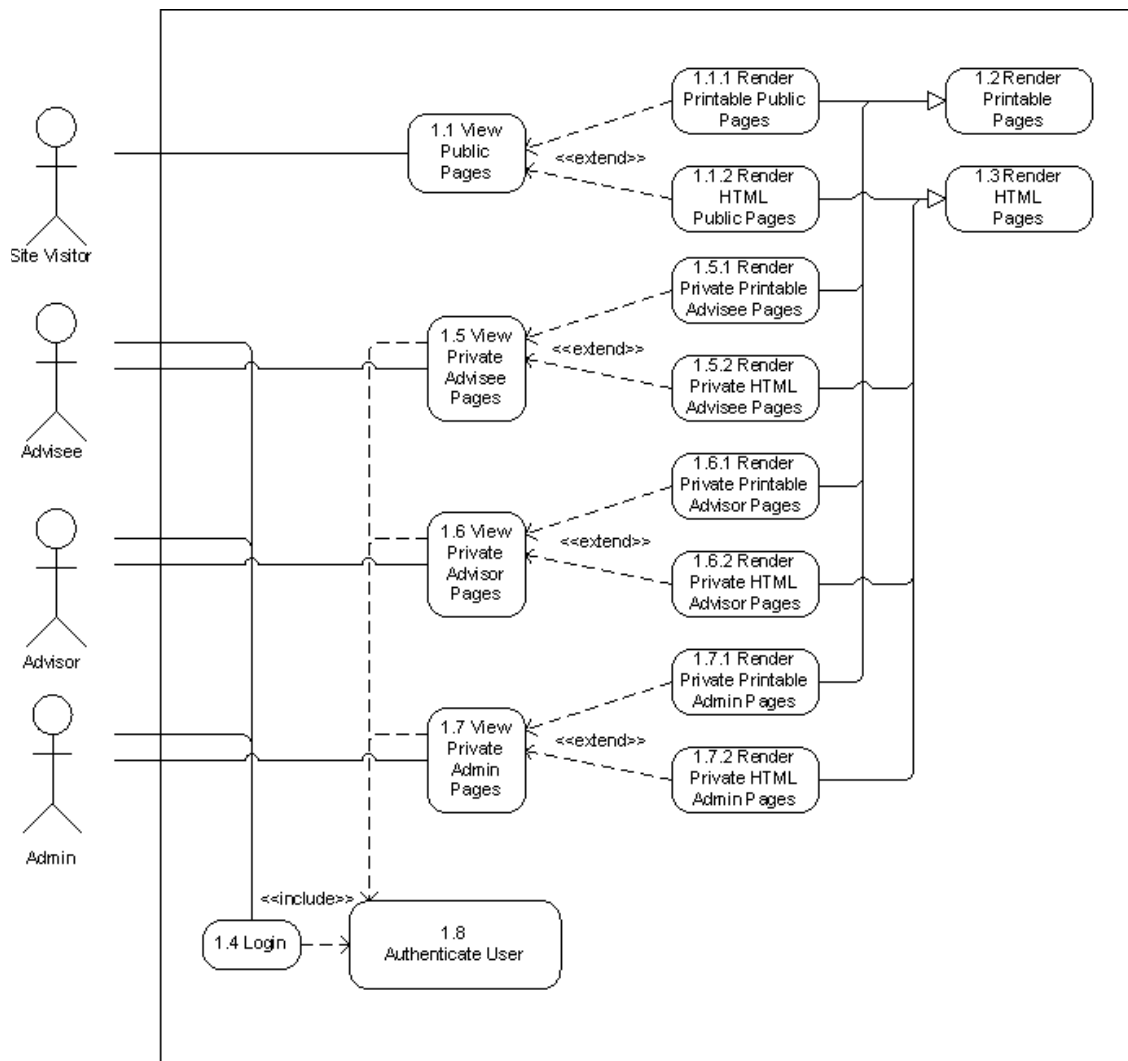 1.1.1 Render
Printable Public
Pages
1.2 Render
Printable
Pages
1.1 View
Public
Pages
<<extend>>
1.1.2 Render
HTML
Public Pages
1.3 Render
HTML
Pages
Site Visitor
1.5.1 Render
Private Printable
Advisee Pages
1.5 View
Private
Advisee
Pages
<<extend>>
1.5.2 Render
Private HTML
Advisee Pages
Advisee
1.6.1 Render
Private Printable
Advisor Pages
1.6 View
Private
Advisor
Pages
<<extend>>
1.6.2 Render
Private HTML
Advisor Pages
Advisor
1.7.1 Render
Private Printable
Admin Pages
1.7 View
Private
Admin
Pages
<<extend>>
1.7.2 Render
Private HTML
Admin Pages
Admin
<<include>>
1.4 Login
1.8
Authenticate User